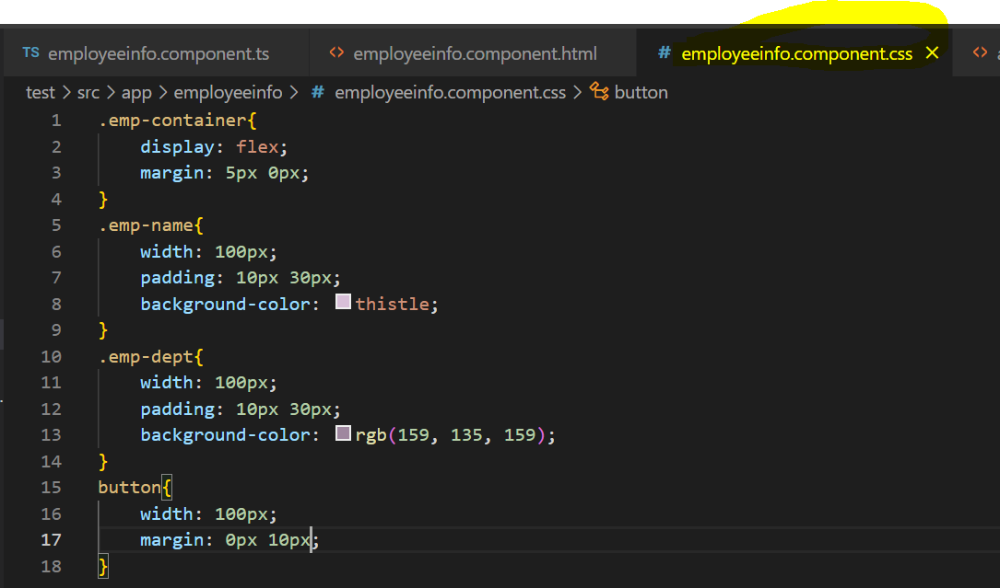 TS employeeinfo.component.ts <> employeeinfo.component.html # employeeinfo.component.css × <>
test > src > app > employeeinfo > # employeeinfo.component.css > button
1 .emp-container{
2 display: flex;
3 margin: 5px 0px;
4 }
5 .emp-name{
6 width: 100px;
7 padding: 10px 30px;
8 background-color: thistle;
9 }
10 .emp-dept{
11 width: 100px;
12 padding: 10px 30px;
13 background-color: rgb(159, 135, 159);
14 }
15 button{
16 width: 100px;
17 margin: 0px 10px;
18 }